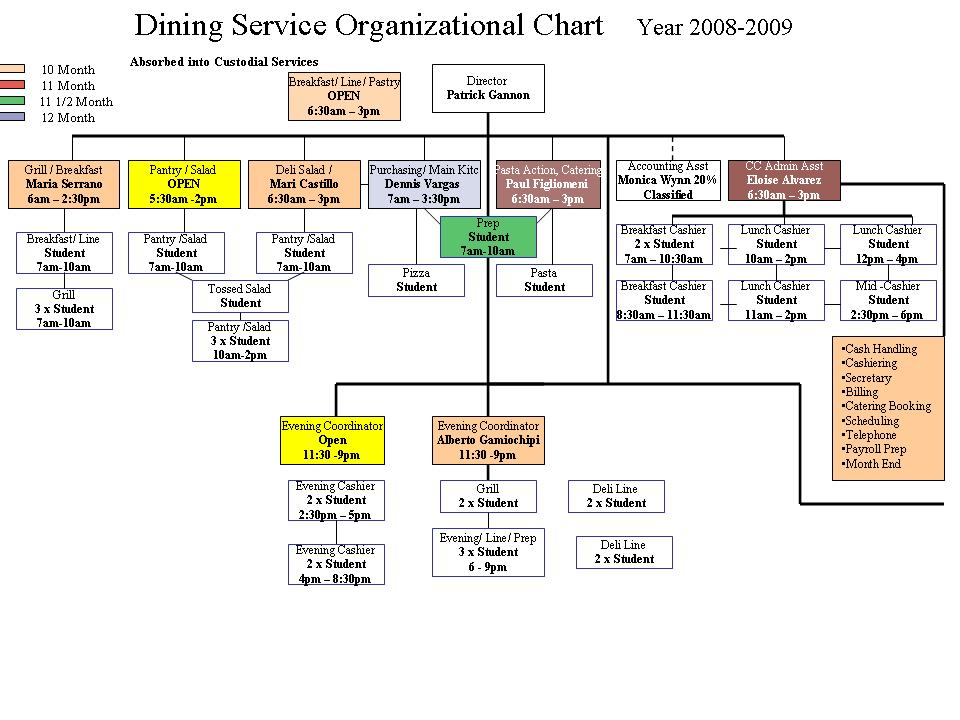 Dining Service Organizational Chart Year 2008-2009
Absorbed into Custodial Services
10 Month
11 Month
11 1/2 Month
12 Month
Breakfast/ Line/ Pastry
OPEN
6:30am – 3pm
Director
Patrick Gannon
Grill / Breakfast
Maria Serrano
6am – 2:30pm
Pantry / Salad
OPEN
5:30am -2pm
Deli Salad /
Mari Castillo
6:30am – 3pm
Purchasing/ Main Kitc
Dennis Vargas
7am – 3:30pm
Pasta Action, Catering
Paul Figliomeni
6:30am – 3pm
Accounting Asst
Monica Wynn 20%
Classified
CC Admin Asst
Eloise Alvarez
6:30am – 3pm
Prep
Student
7am-10am
Breakfast/ Line
Student
7am-10am
Pantry /Salad
Student
7am-10am
Pantry /Salad
Student
7am-10am
Breakfast Cashier
2 x Student
7am – 10:30am
Lunch Cashier
Student
10am – 2pm
Lunch Cashier
Student
12pm – 4pm
Pizza
Student
Pasta
Student
Grill
3 x Student
7am-10am
Tossed Salad
Student
Breakfast Cashier
Student
8:30am – 11:30am
Lunch Cashier
Student
11am – 2pm
Mid -Cashier
Student
2:30pm – 6pm
Pantry /Salad
3 x Student
10am-2pm
•Cash Handling
•Cashiering
•Secretary
•Billing
•Catering Booking
•Scheduling
•Telephone
•Payroll Prep
•Month End
Evening Coordinator
Open
11:30 -9pm
Evening Coordinator
Alberto Gamiochipi
11:30 -9pm
Evening Cashier
2 x Student
2:30pm – 5pm
Grill
2 x Student
Deli Line
2 x Student
Evening Cashier
2 x Student
4pm – 8:30pm
Evening/ Line/ Prep
3 x Student
6 - 9pm
Deli Line
2 x Student